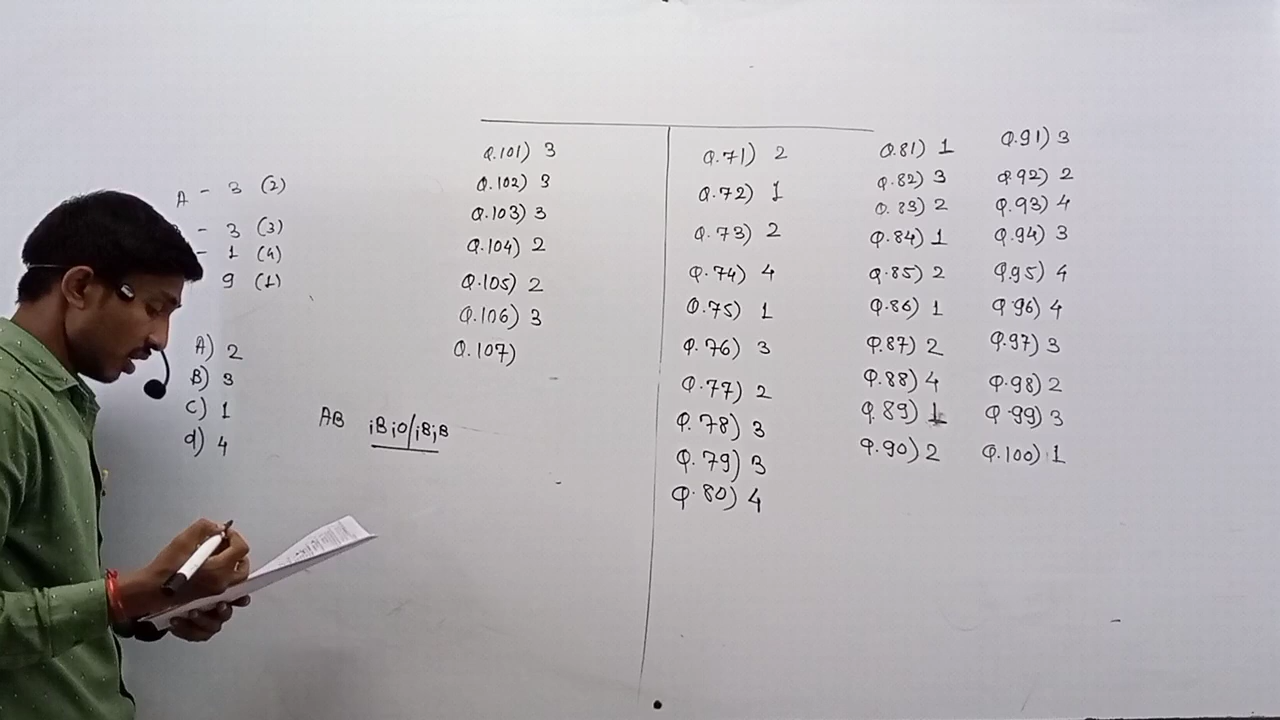 A - 3 (2)
- 3 (3)
- 1 (4)
9 (1)
A) 2
B) 3
C) 1
d) 4
AB iBiO/iBiB
Q.101) 3
Q.102) 3
Q.103) 3
Q.104) 2
Q.105) 2
Q.106) 3
Q.107)
Q.71) 2
Q.72) 1
Q.73) 2
Q.74) 4
Q.75) 1
Q.76) 3
Q.77) 2
Q.78) 3
Q.79) 3
Q.80) 4
Q.81) 1
Q.82) 3
Q.83) 2
Q.84) 1
Q.85) 2
Q.86) 1
Q.87) 2
Q.88) 4
Q.89) 1
Q.90) 2
Q.91) 3
Q.92) 2
Q.93) 4
Q.94) 3
Q.95) 4
Q.96) 4
Q.97) 3
Q.98) 2
Q.99) 3
Q.100) 1